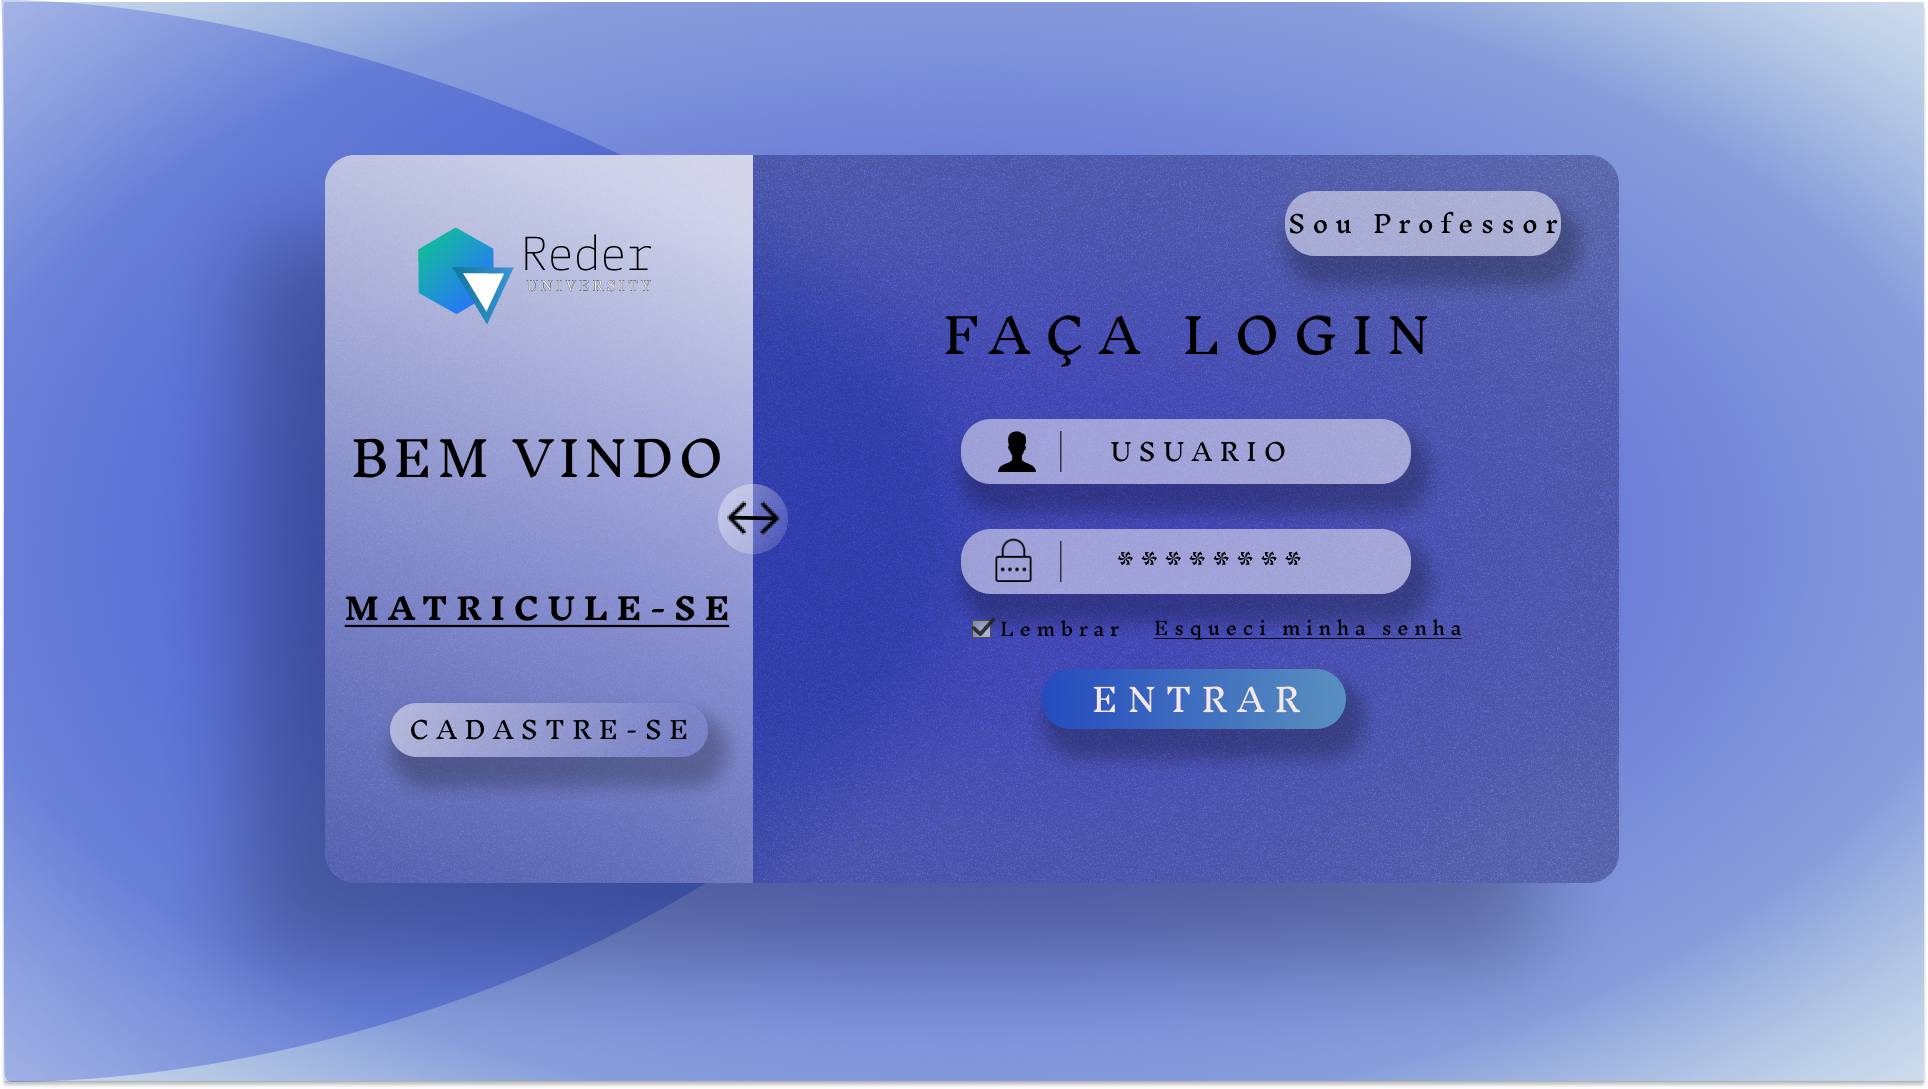 Reder
UNIVERSITY
BEM VINDO
MATRICULE-SE
CADASTRE-SE
Sou Professor
FAÇA LOGIN
USUARIO
********
Lembrar
Esqueci minha senha
ENTRAR